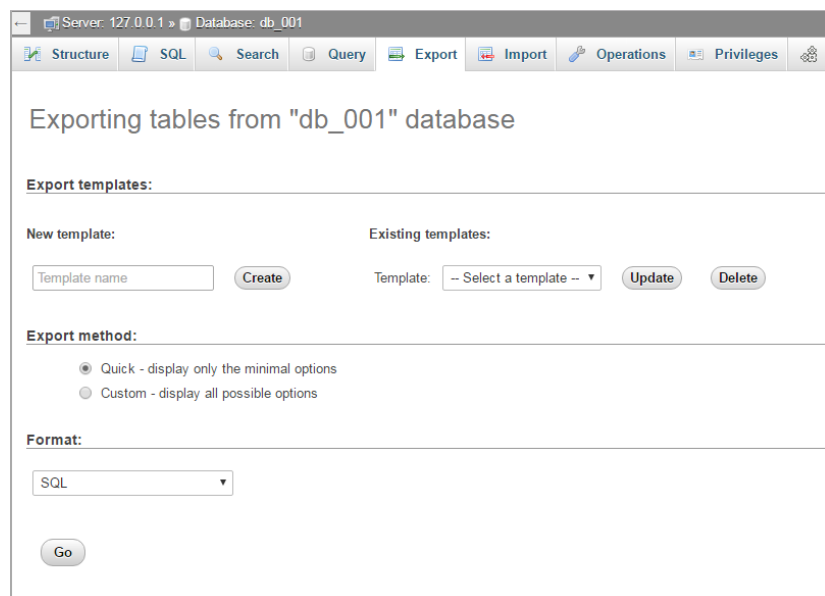 Server: 127.0.0.1 » Database: db_001
Structure SQL Search Query Export Import Operations Privileges
Exporting tables from "db_001" database
Export templates:
New template: Existing templates:
Template name Create Template: -- Select a template -- Update Delete
Export method:
Quick - display only the minimal options
Custom - display all possible options
Format:
SQL
Go